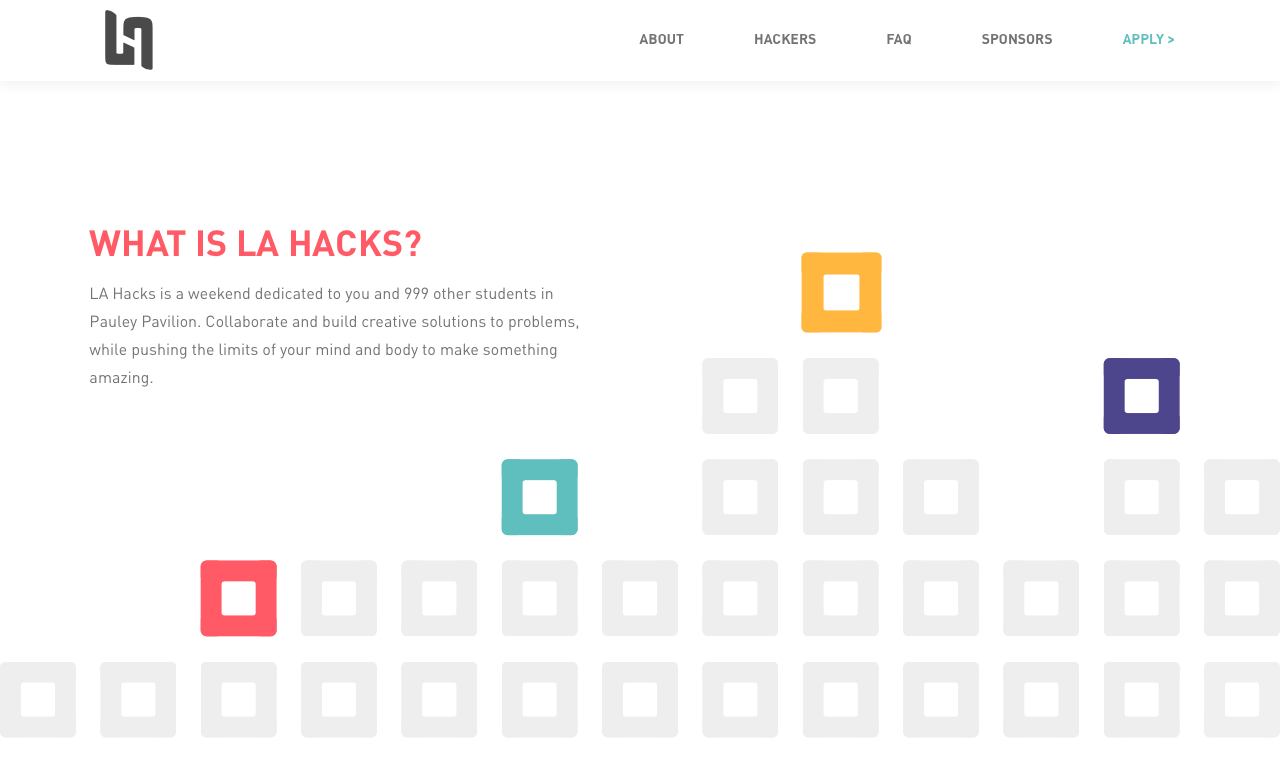 ABOUT HACKERS FAQ SPONSORS APPLY >
WHAT IS LA HACKS?
LA Hacks is a weekend dedicated to you and 999 other students in
Pauley Pavilion. Collaborate and build creative solutions to problems,
while pushing the limits of your mind and body to make something
amazing.